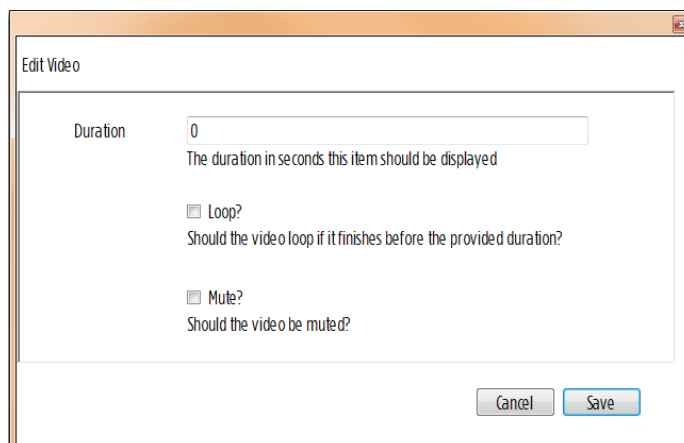 Edit Video
Duration
0
The duration in seconds this item should be displayed
Loop?
Should the video loop if it finishes before the provided duration?
Mute?
Should the video be muted?
Cancel
Save